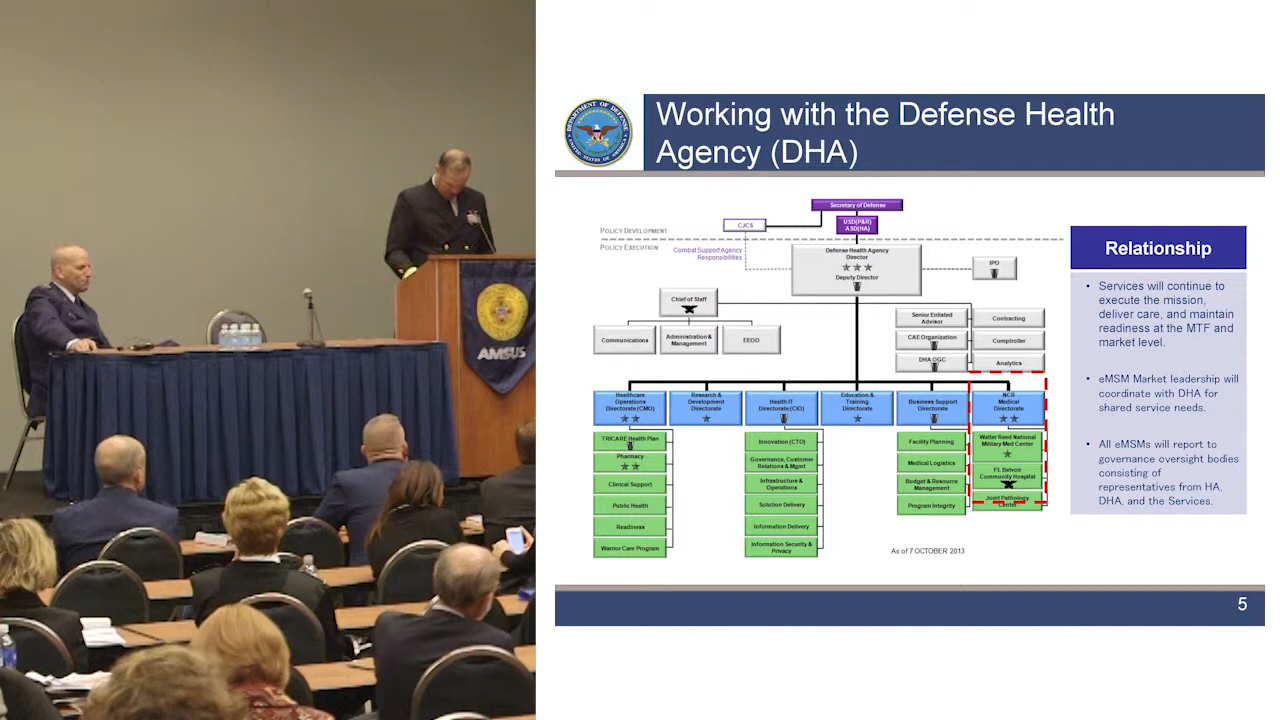 AMSUS
DEPARTMENT OF DEFENSE
UNITED STATES OF AMERICA
Working with the Defense Health
Agency (DHA)
Secretary of Defense
CJCS
USD(P&R)
ASD(HA)
POLICY DEVELOPMENT
POLICY EXECUTION
Combat Support Agency
Responsibilities
Defense Health Agency
Director
Deputy Director
IPO
Chief of Staff
Communications
Administration &
Management
EEOO
Senior Enlisted
Advisor
Contracting
CAE Organization
Comptroller
DHA OGC
Analytics
Healthcare
Operations
Directorate (CMO)
Research &
Development
Directorate
Health IT
Directorate (CIO)
Education &
Training
Directorate
Business Support
Directorate
NCR
Medical
Directorate
TRICARE Health Plan
Pharmacy
Clinical Support
Public Health
Readiness
Warrior Care Program
Innovation (CTO)
Governance, Customer
Relations & Mgmt
Infrastructure &
Operations
Solution Delivery
Information Delivery
Information Security &
Privacy
Facility Planning
Medical Logistics
Budget & Resource
Management
Program Integrity
Walter Reed National
Military Med Center
Ft. Belvoir
Community Hospital
Joint Pathology
Center
As of 7 OCTOBER 2013
Relationship
• Services will continue to
execute the mission,
deliver care, and maintain
readiness at the MTF and
market level.
• eMSM Market leadership will
coordinate with DHA for
shared service needs.
• All eMSMs will report to
governance oversight bodies
consisting of
representatives from HA,
DHA, and the Services.
5